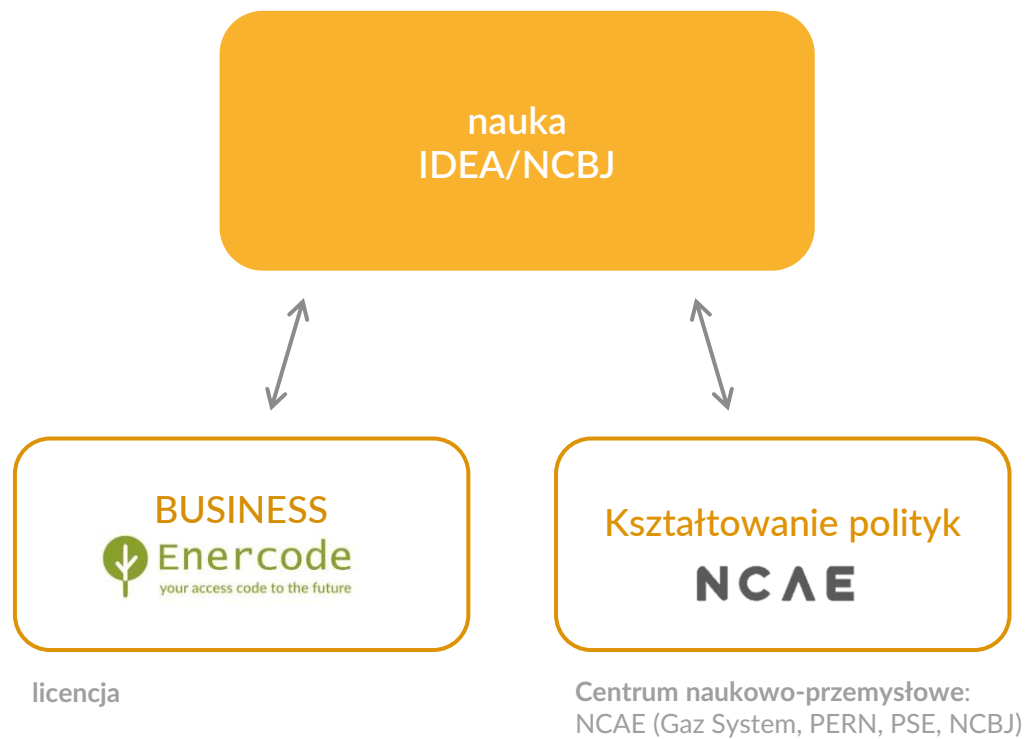 nauka
IDEA/NCBJ
BUSINESS
Enercode
your access code to the future
licencja
Kształtowanie polityk
NCAE
Centrum naukowo-przemysłowe:
NCAE (Gaz System, PERN, PSE, NCBJ)